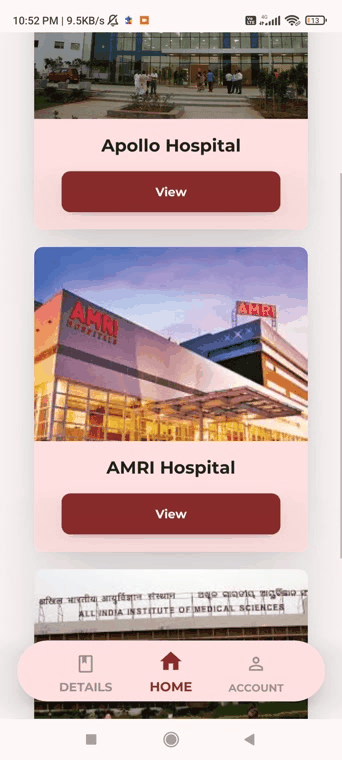 10:52 PM | 9.5KB/s
4G
13
Apollo Hospital
View
AMRI
HOSPITALS
AMRI
AMRI Hospital
View
अखिल भारतीय आयुर्विज्ञान संस्थान
ALL INDIA INSTITUTE OF MEDICAL SCIENCES
DETAILS
HOME
ACCOUNT